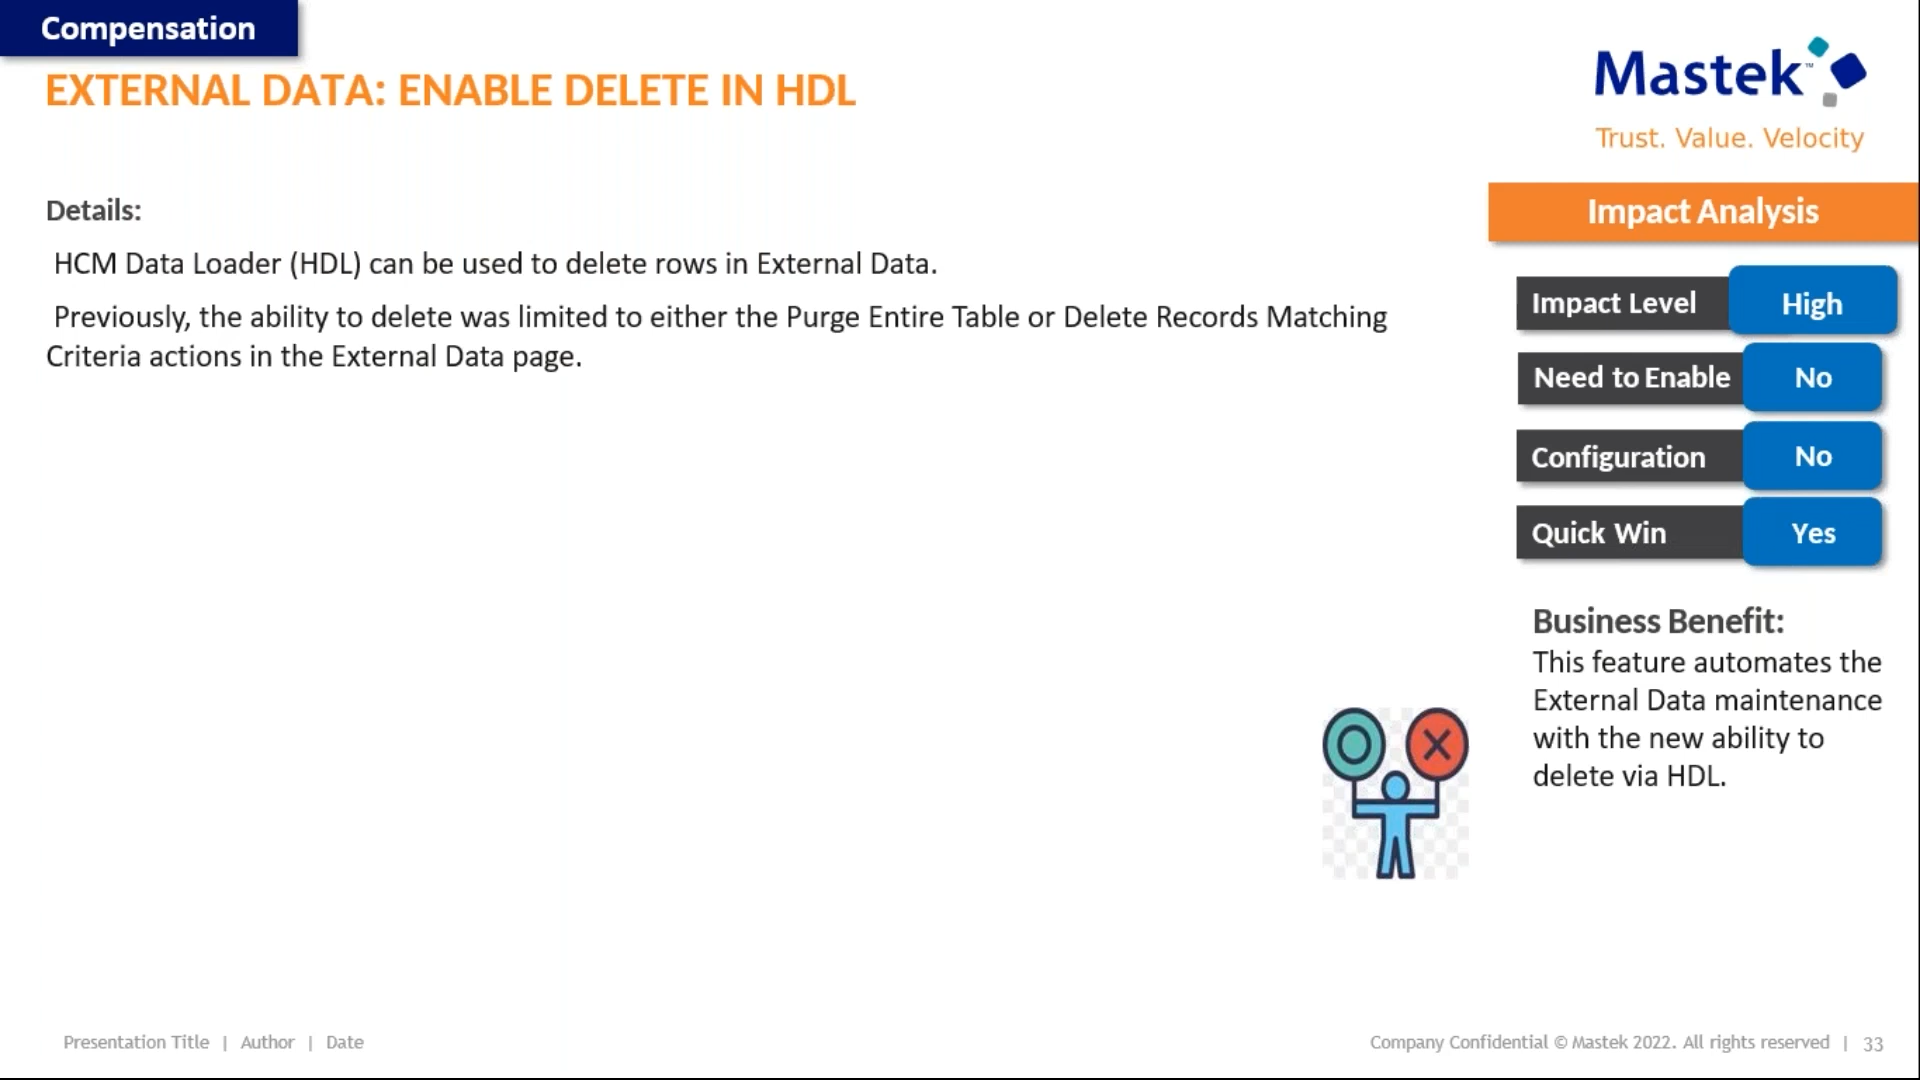 Compensation
EXTERNAL DATA: ENABLE DELETE IN HDL
Mastek™
Trust. Value. Velocity
Details:
HCM Data Loader (HDL) can be used to delete rows in External Data.
Previously, the ability to delete was limited to either the Purge Entire Table or Delete Records Matching
Criteria actions in the External Data page.
Impact Analysis
Impact Level High
Need to Enable No
Configuration No
Quick Win Yes
Business Benefit:
This feature automates the
External Data maintenance
with the new ability to
delete via HDL.
Presentation Title | Author | Date
Company Confidential © Mastek 2022. All rights reserved | 33